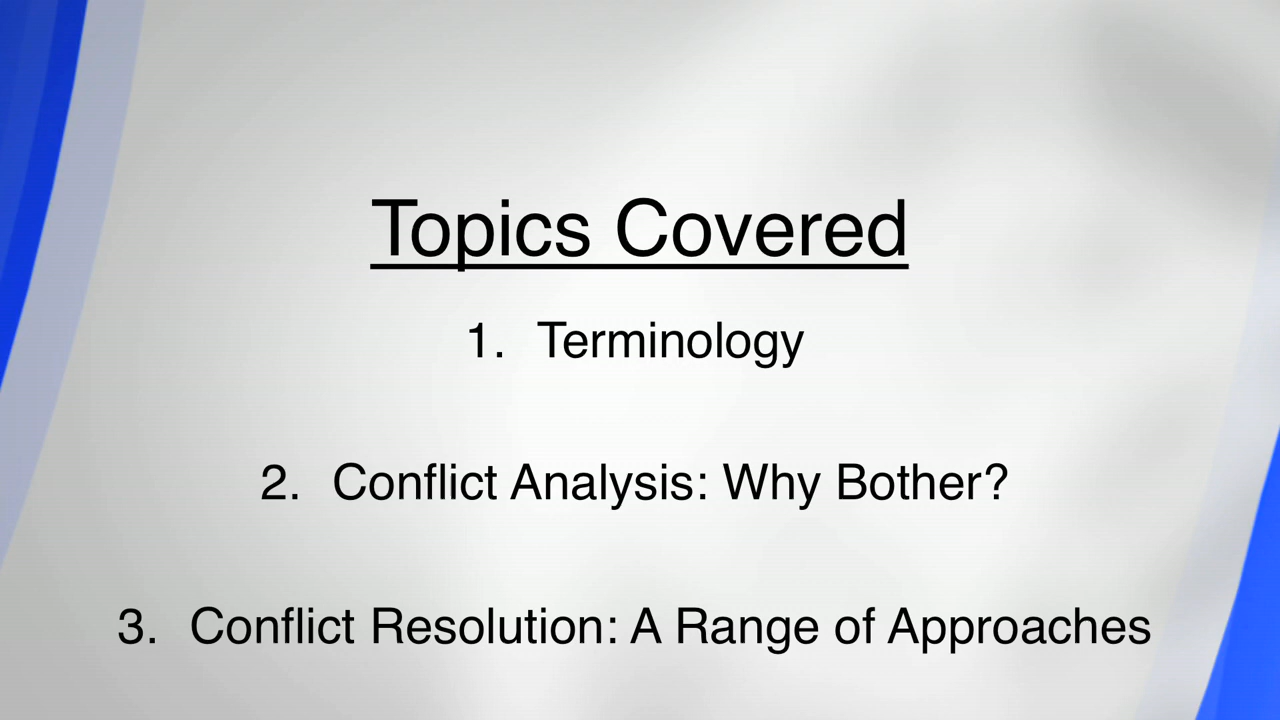 Topics Covered
1. Terminology
2. Conflict Analysis: Why Bother?
3. Conflict Resolution: A Range of Approaches